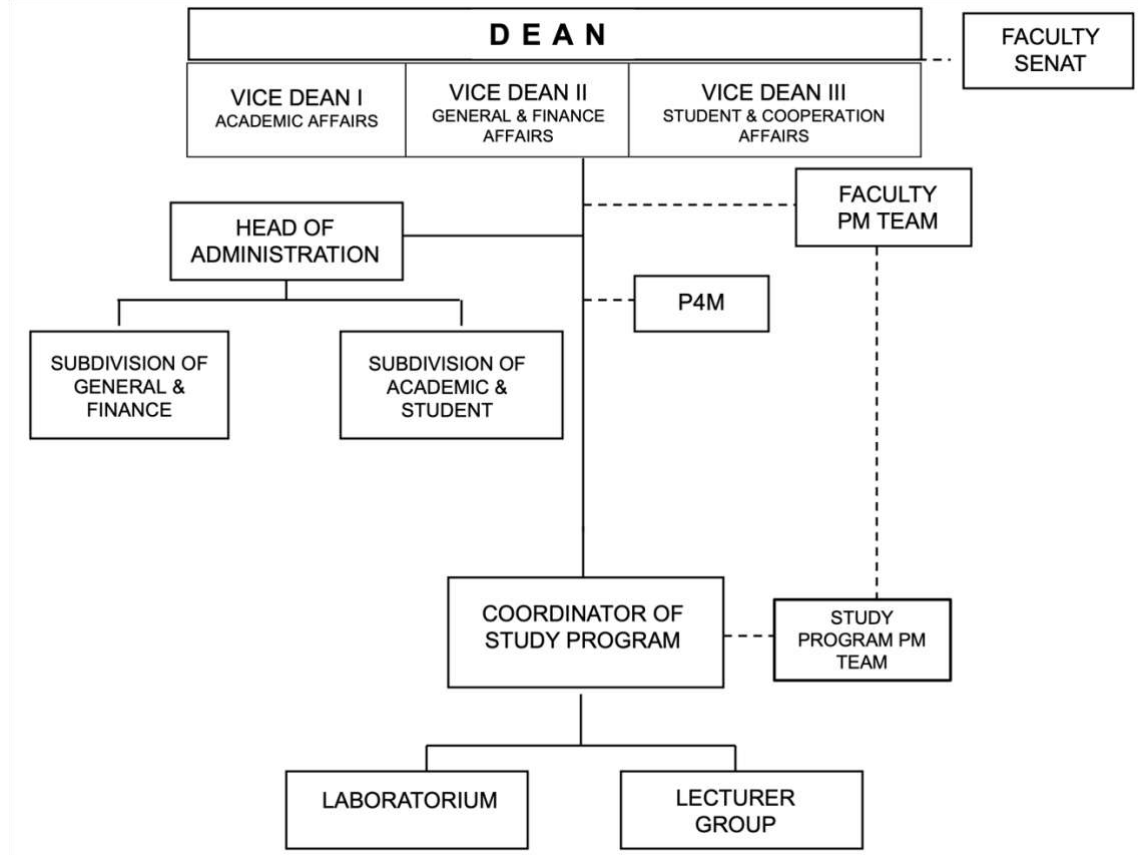 D E A N
FACULTY
SENAT
VICE DEAN I
ACADEMIC AFFAIRS
VICE DEAN II
GENERAL & FINANCE
AFFAIRS
VICE DEAN III
STUDENT & COOPERATION
AFFAIRS
FACULTY
PM TEAM
HEAD OF
ADMINISTRATION
P4M
SUBDIVISION OF
GENERAL &
FINANCE
SUBDIVISION OF
ACADEMIC &
STUDENT
COORDINATOR OF
STUDY PROGRAM
STUDY
PROGRAM PM
TEAM
LABORATORIUM
LECTURER
GROUP